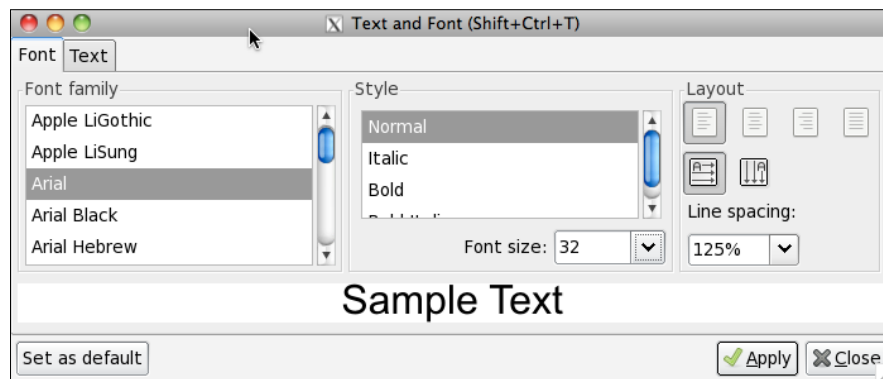 Text and Font (Shift+Ctrl+T)
Font Text
Font family
Apple LiGothic
Apple LiSung
Arial
Arial Black
Arial Hebrew
Style
Normal
Italic
Bold
Font size: 32
Layout
Line spacing:
125%
Sample Text
Set as default
Apply
Close